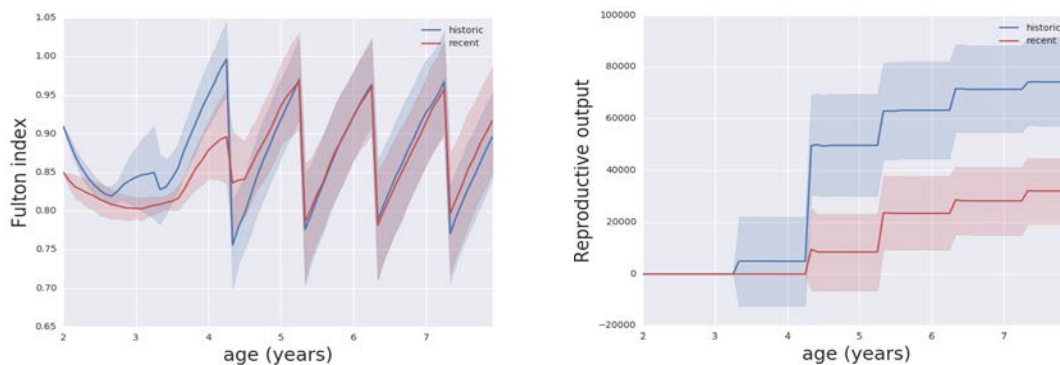 Fulton index
1.05
1.00
0.95
0.90
0.85
0.80
0.75
0.70
0.65
historic
recent
2 3 4 5 6 7
age (years)
Reproductive output
100000
80000
60000
40000
20000
0
−20000
historic
recent
2 3 4 5 6 7
age (years)